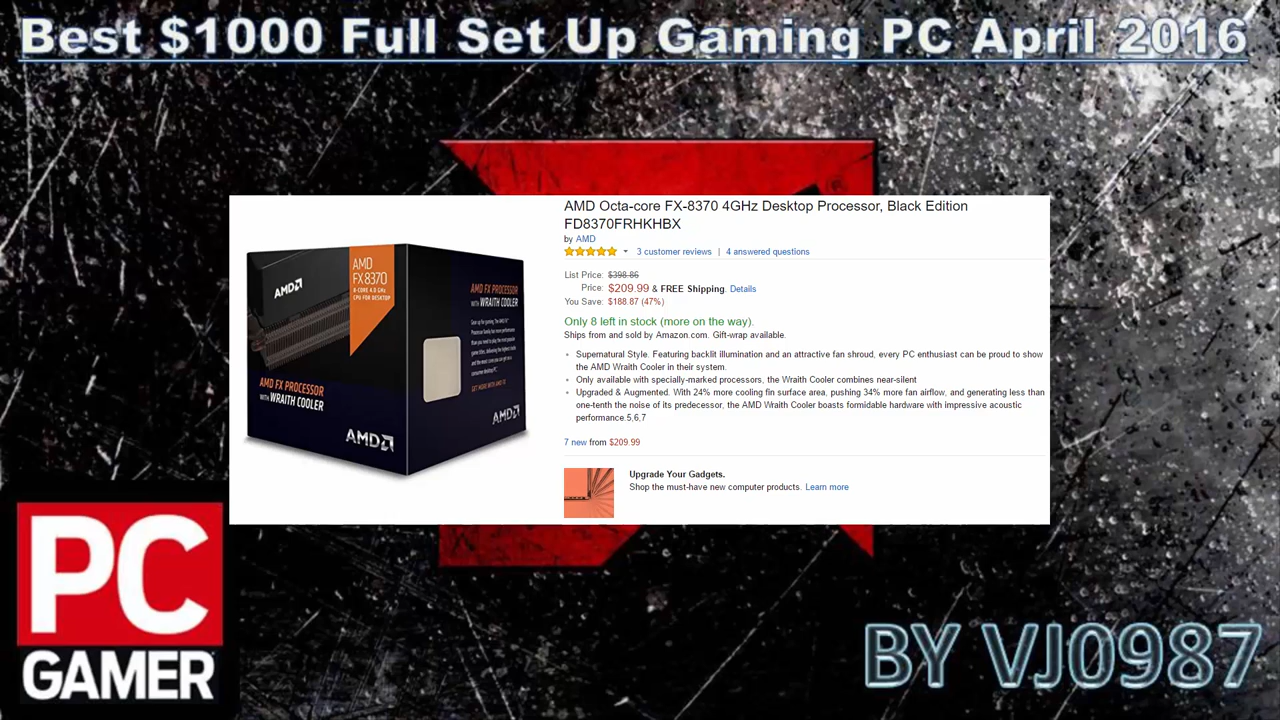 Best $1000 Full Set Up Gaming PC April 2016
AMD Octa-core FX-8370 4GHz Desktop Processor, Black Edition
FD8370FRHKHBX
by AMD
3 customer reviews | 4 answered questions
List Price: $398.86
Price: $209.99 & FREE Shipping. Details
You Save: $188.87 (47%)
Only 8 left in stock (more on the way).
Ships from and sold by Amazon.com. Gift-wrap available.
Supernatural Style. Featuring backlit illumination and an attractive fan shroud, every PC enthusiast can be proud to show
the AMD Wraith Cooler in their system.
Only available with specially-marked processors, the Wraith Cooler combines near-silent
Upgraded & Augmented. With 24% more cooling fin surface area, pushing 34% more fan airflow, and generating less than
one-tenth the noise of its predecessor, the AMD Wraith Cooler boasts formidable hardware with impressive acoustic
performance.5,6,7
7 new from $209.99
Upgrade Your Gadgets.
Shop the must-have new computer products. Learn more
AMD
AMD
FX 8370
8-CORE 4.0 GHz
CPU FOR DESKTOP
AMD FX PROCESSOR
WITH WRAITH COOLER
AMD
AMD FX PROCESSOR
WITH WRAITH COOLER
AMD
PC
GAMER
BY VJ0987